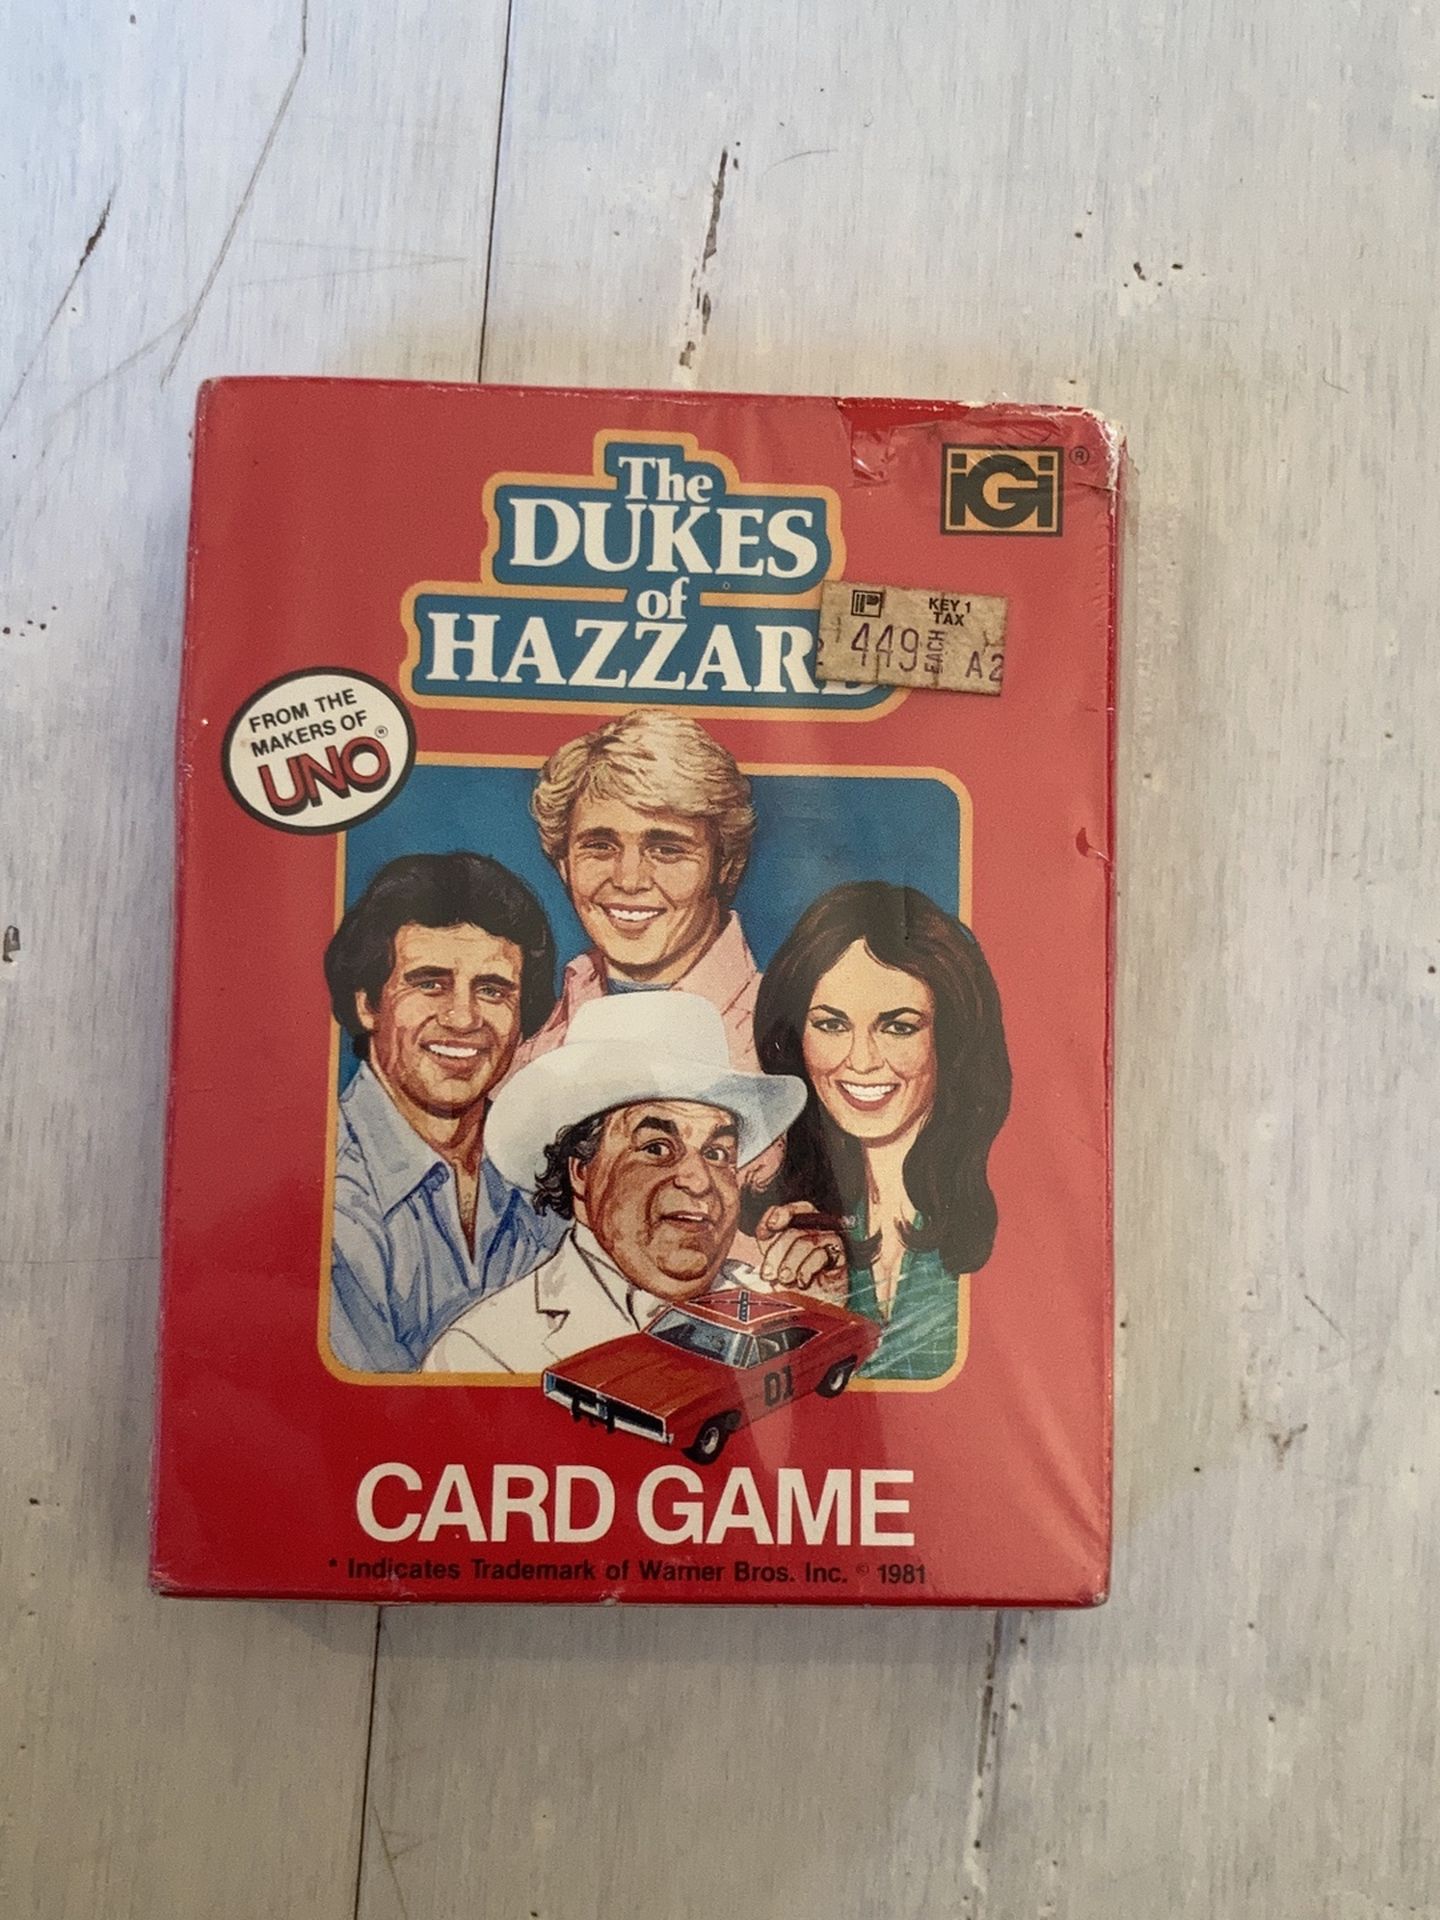 The
DUKES
of
HAZZARD
iGi ®
KEY 1
TAX
449 EACH A2
FROM THE
MAKERS OF
UNO®
01
CARD GAME
* Indicates Trademark of Warner Bros. Inc. © 1981